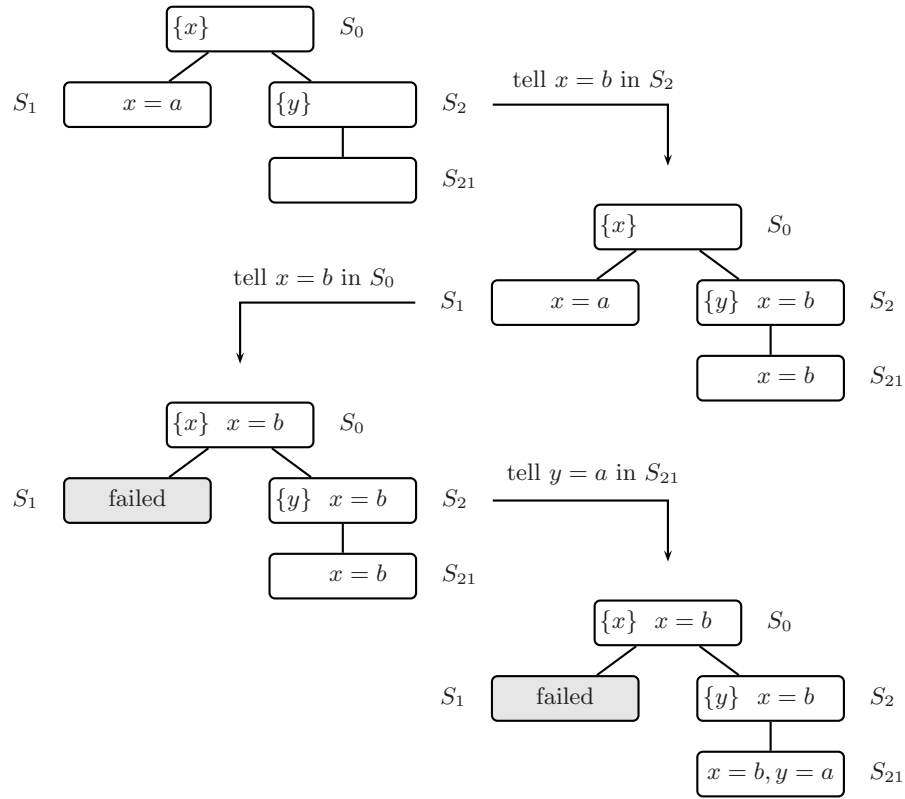 {x} S₀
S₁ x = a {y} S₂ tell x = b in S₂
S₂₁
{x} S₀
tell x = b in S₀ S₁ x = a {y} x = b S₂
x = b S₂₁
{x} x = b S₀
S₁ failed {y} x = b S₂ tell y = a in S₂₁
x = b S₂₁
{x} x = b S₀
S₁ failed {y} x = b S₂
x = b, y = a S₂₁